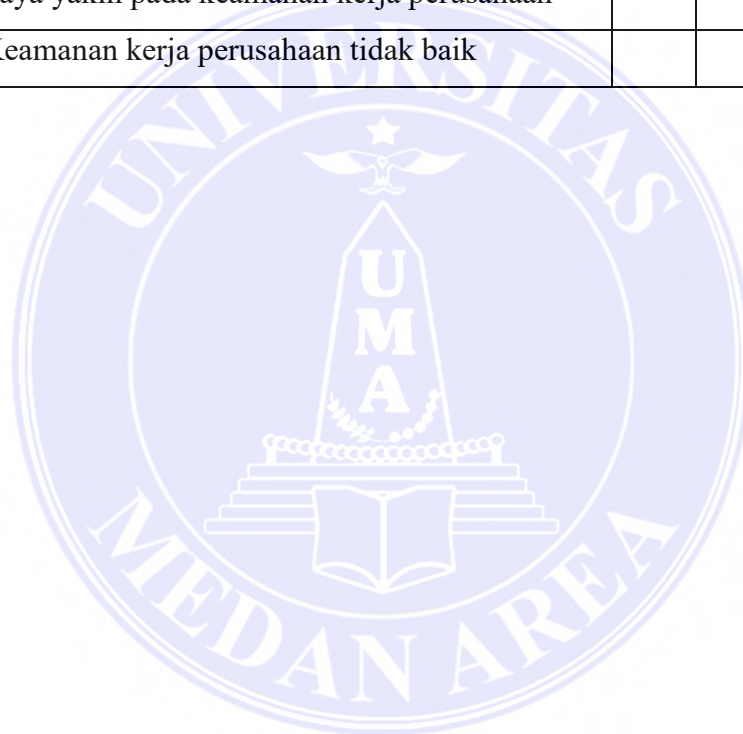 aya yakin pada keamanan kerja perusahaan
Keamanan kerja perusahaan tidak baik
UNIVERSITAS
U
M
A
MEDAN AREA